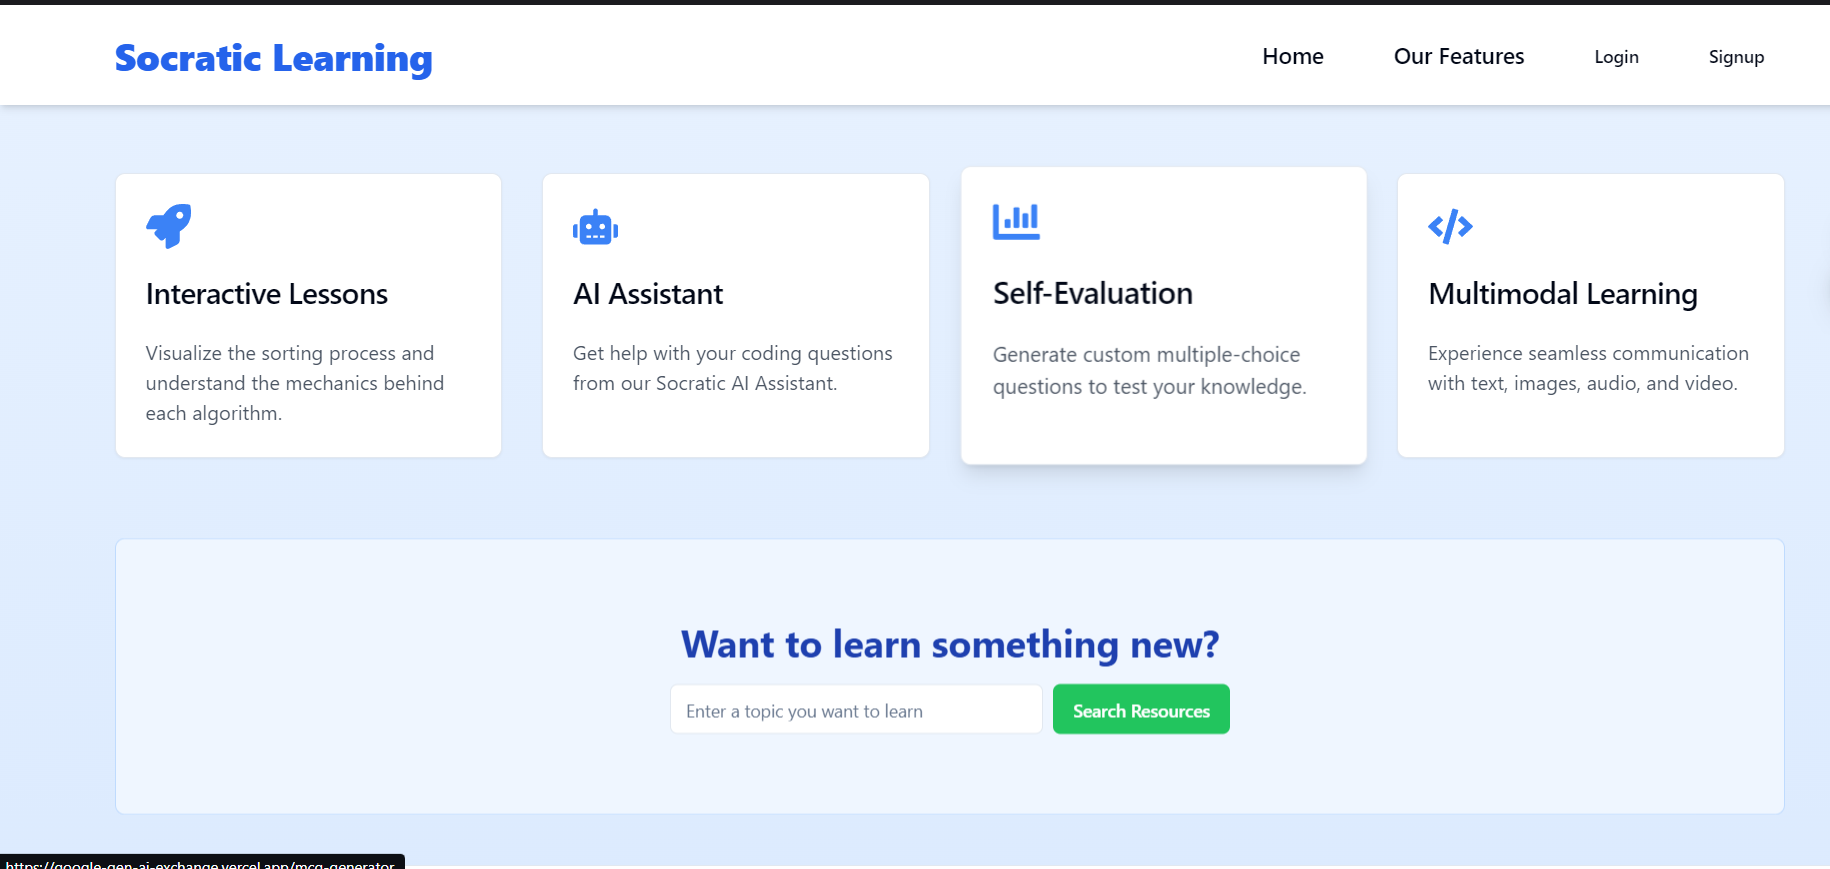 Socratic Learning
Home
Our Features
Login
Signup
Interactive Lessons
Visualize the sorting process and
understand the mechanics behind
each algorithm.
AI Assistant
Get help with your coding questions
from our Socratic AI Assistant.
Self-Evaluation
Generate custom multiple-choice
questions to test your knowledge.
Multimodal Learning
Experience seamless communication
with text, images, audio, and video.
Want to learn something new?
Enter a topic you want to learn
Search Resources
https://google-gen-ai-exchange.vercel.app/mcq-generator